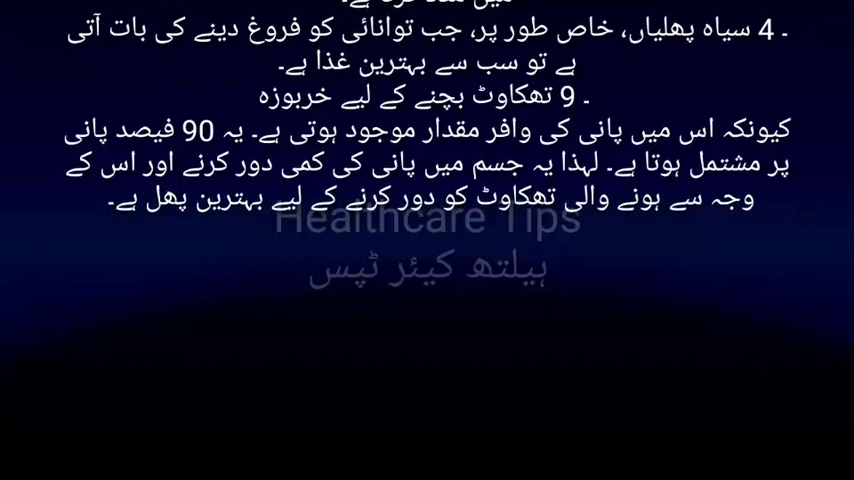 ۔ 4 سیاہ پھلیاں، خاص طور پر، جب توانائی کو فروغ دینے کی بات آتی
ہے تو سب سے بہترین غذا ہے۔
۔ 9 تھکاوٹ بچنے کے لیے خربوزہ
کیونکہ اس میں پانی کی وافر مقدار موجود ہوتی ہے۔ یہ 90 فیصد پانی
پر مشتمل ہوتا ہے۔ لہذا یہ جسم میں پانی کی کمی دور کرنے اور اس کے
وجہ سے ہونے والی تھکاوٹ کو دور کرنے کے لیے بہترین پھل ہے۔
Healthcare Tips
ہیلتھ کیئر ٹپس